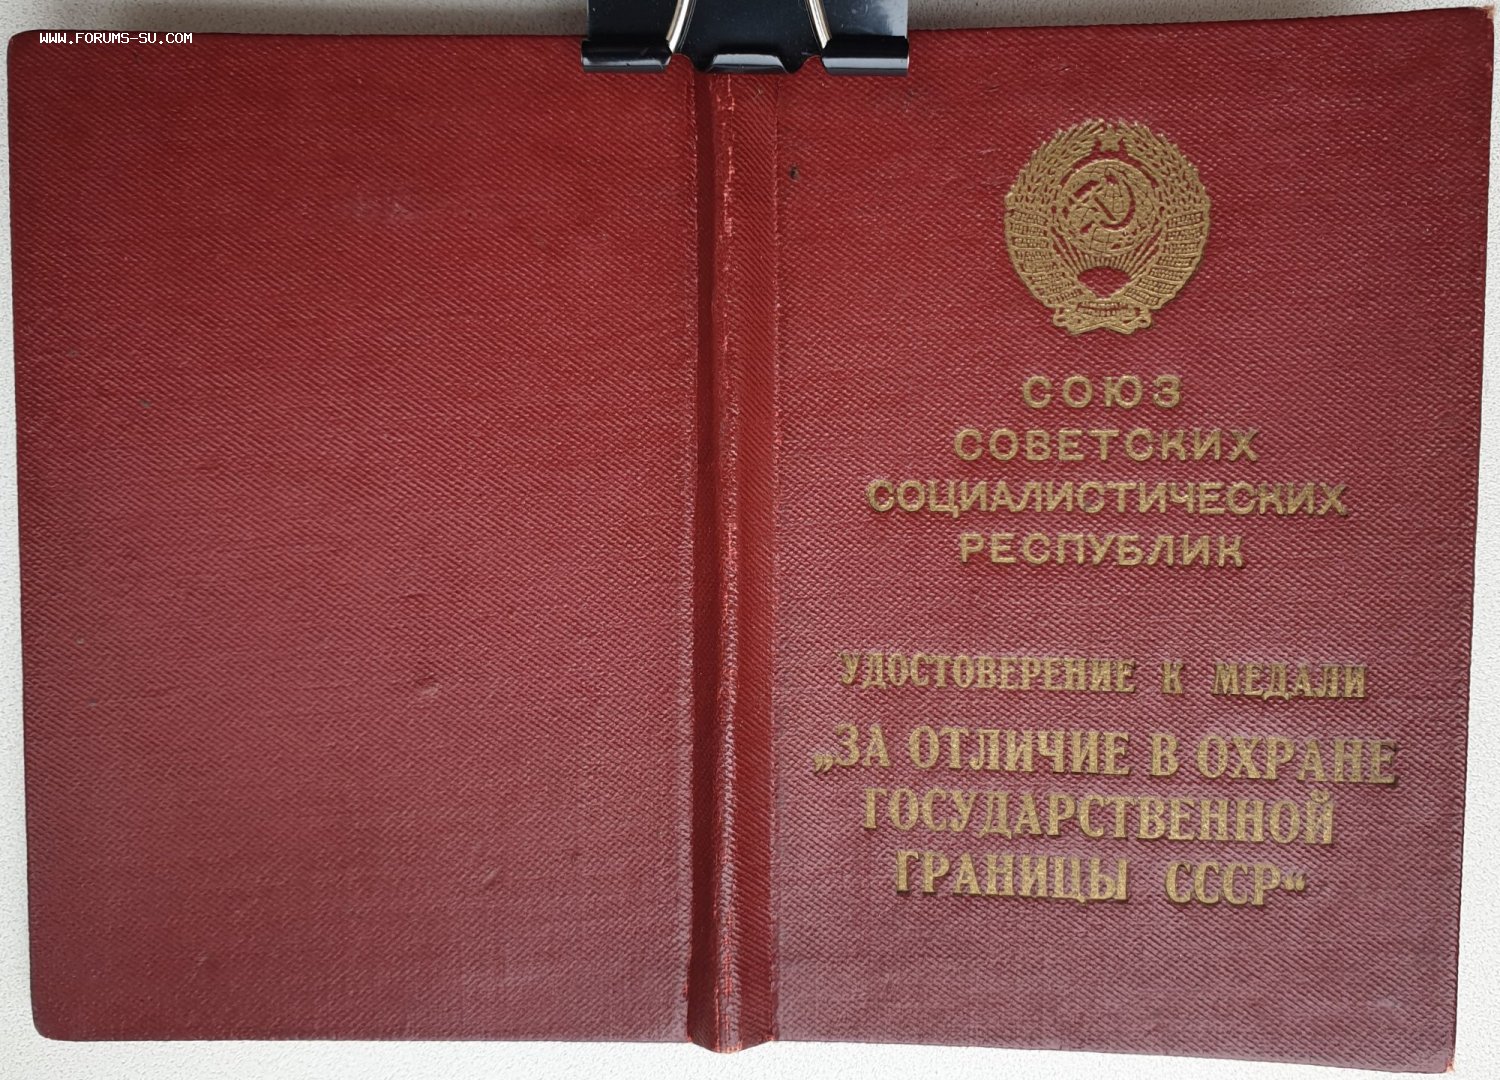 WWW.FORUMS-SU.COM
СОЮЗ
СОВЕТСКИХ
СОЦИАЛИСТИЧЕСКИХ
РЕСПУБЛИК
УДОСТОВЕРЕНИЕ К МЕДАЛИ
„ЗА ОТЛИЧИЕ В ОХРАНЕ
ГОСУДАРСТВЕННОЙ
ГРАНИЦЫ СССР“